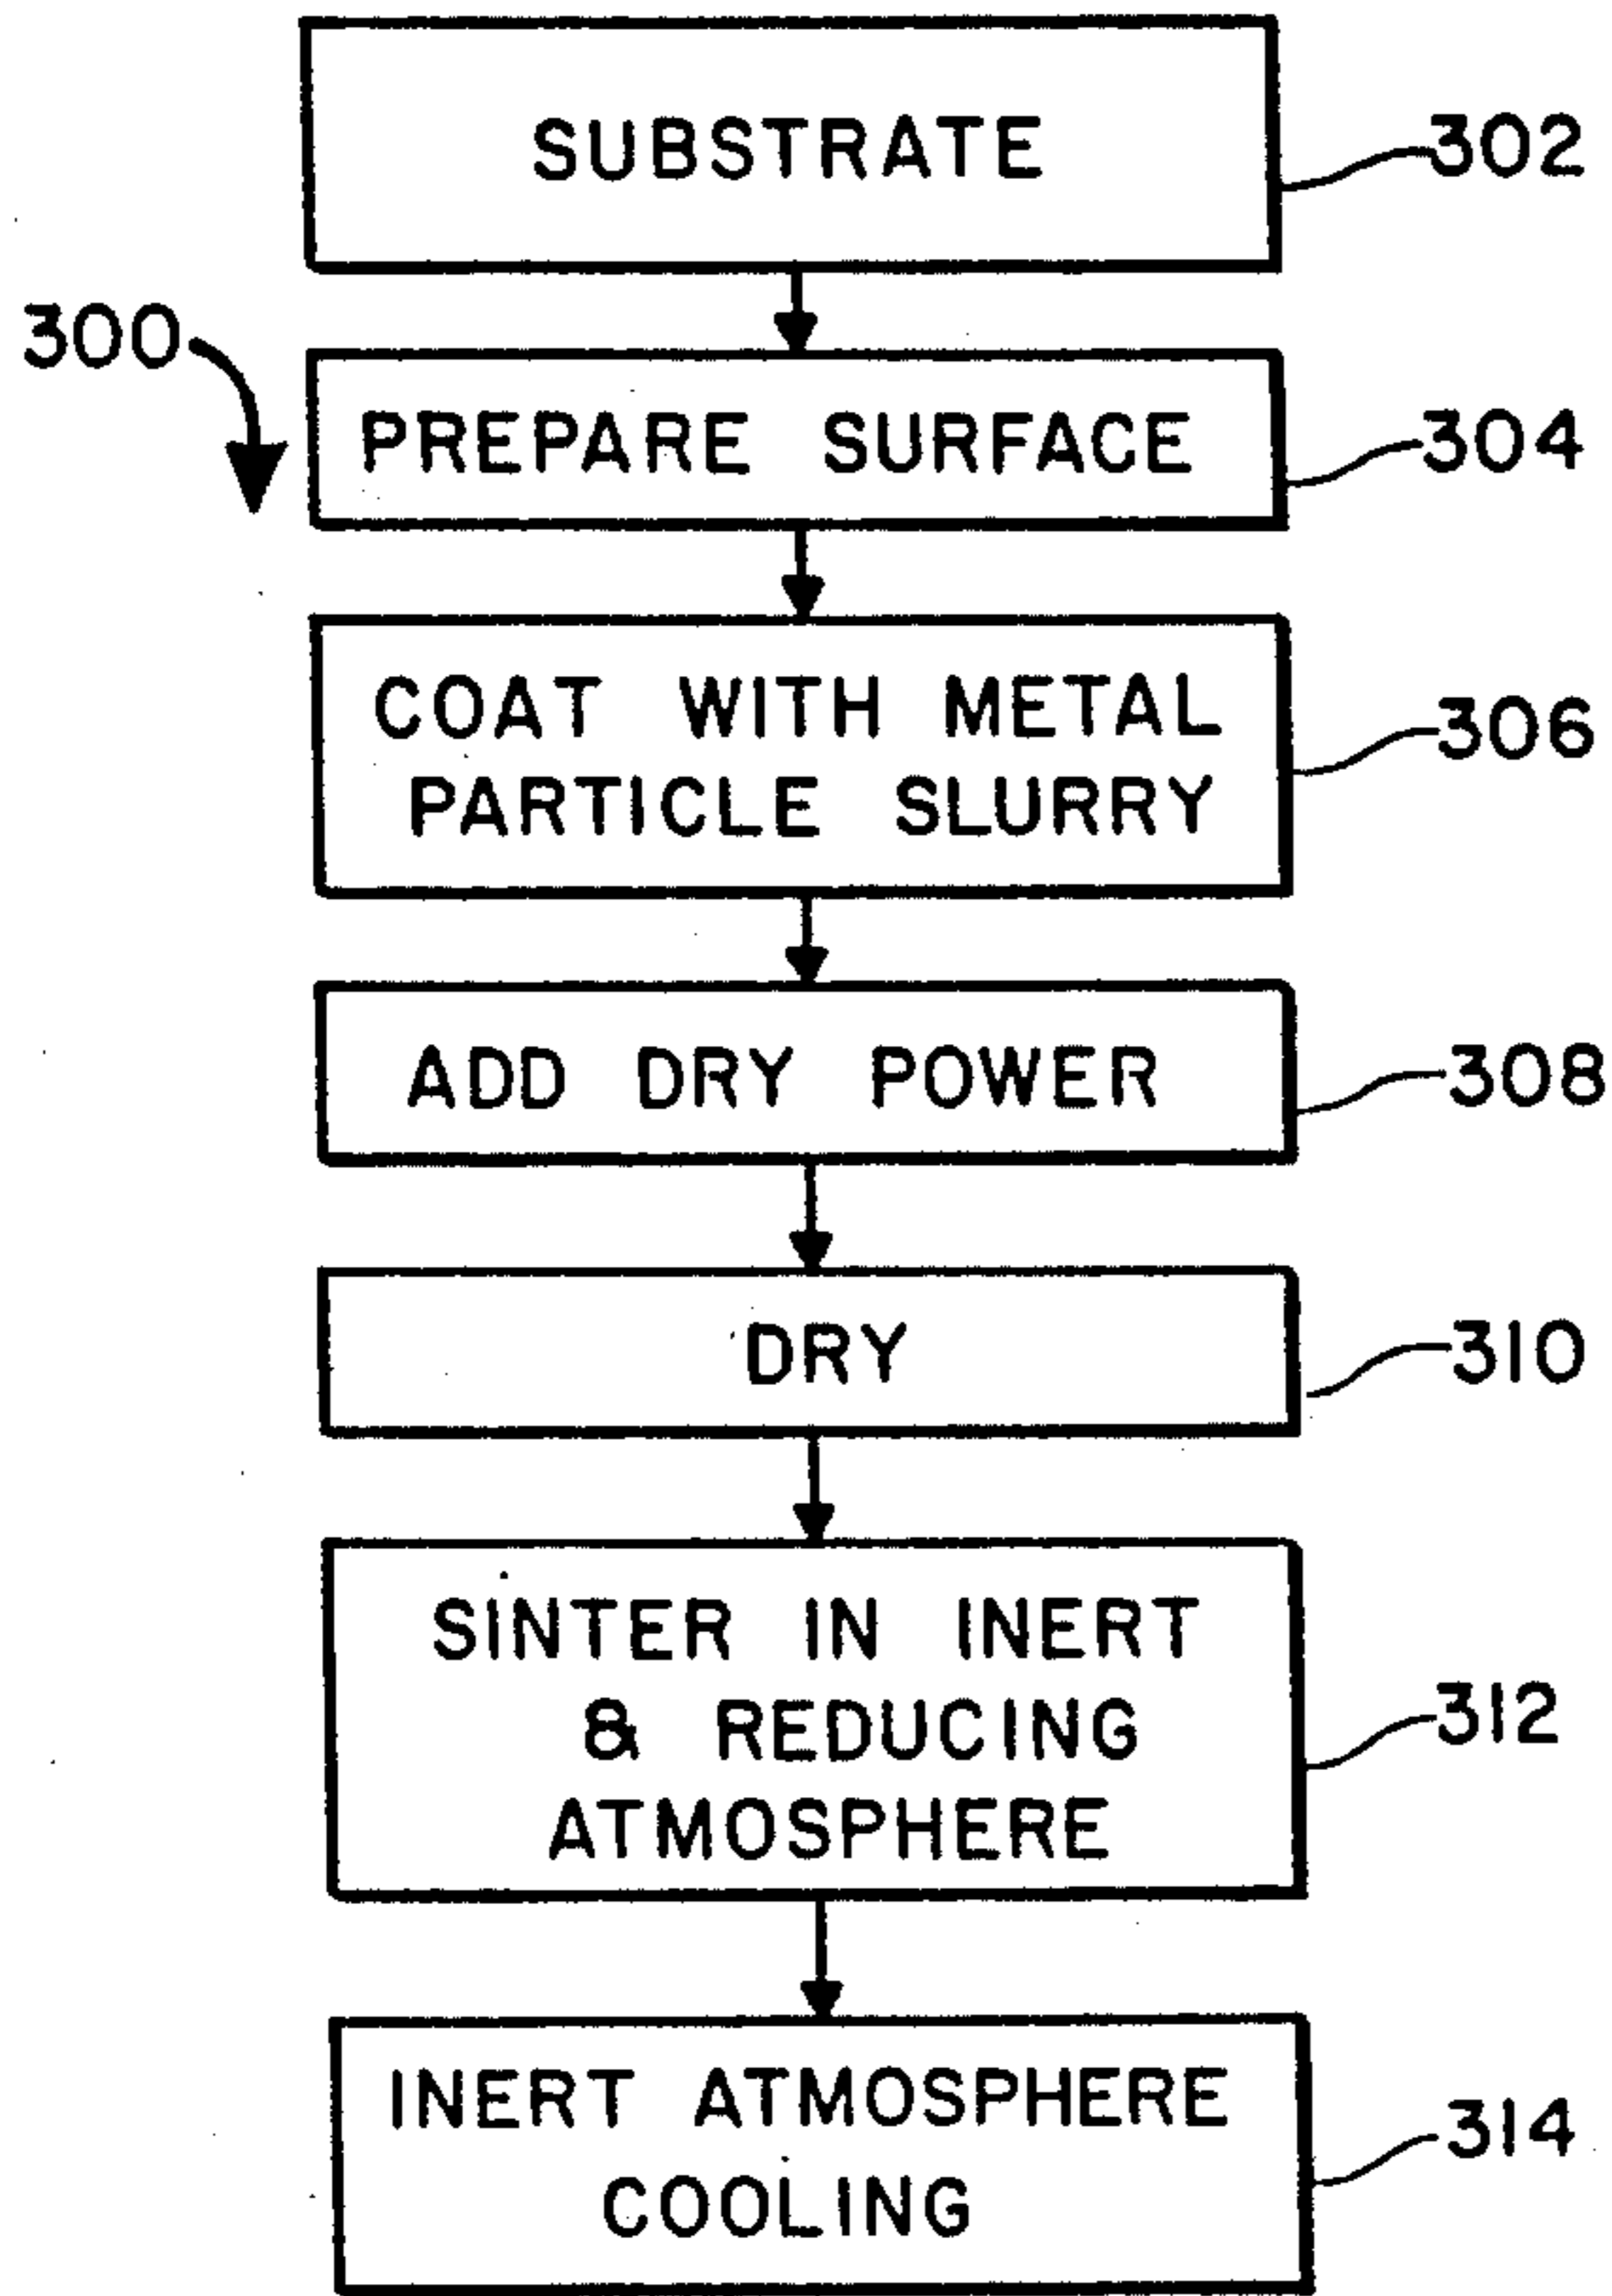 SUBSTRATE
302
300
PREPARE SURFACE
304
COAT WITH METAL
PARTICLE SLURRY
306
ADD DRY POWER
308
DRY
310
SINTER IN INERT
& REDUCING
ATMOSPHERE
312
INERT ATMOSPHERE
COOLING
314